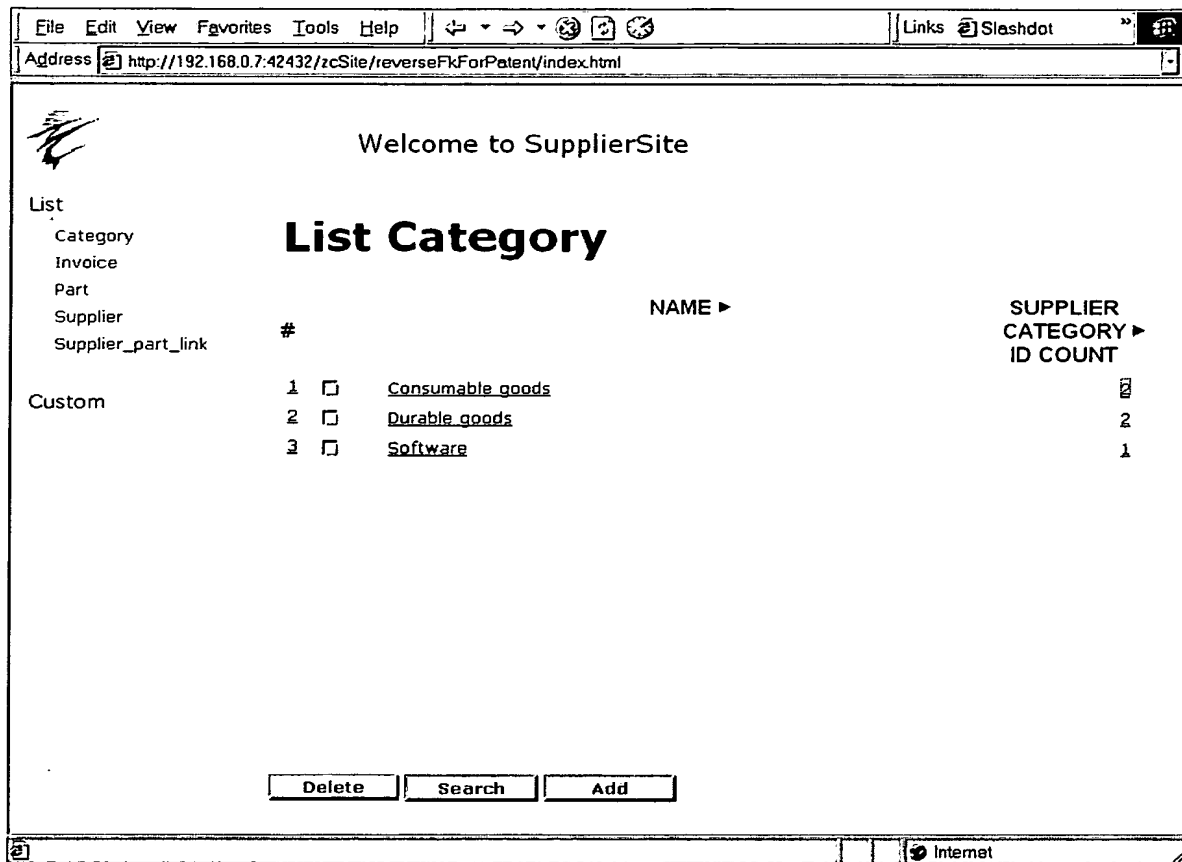 File Edit View Favorites Tools Help Links Slashdot »
Address http://192.168.0.7:42432/zcSite/reverseFkForPatent/index.html
Welcome to SupplierSite
List
Category
Invoice
Part
Supplier
Supplier_part_link
Custom
List Category
# NAME ► SUPPLIER
CATEGORY ►
ID COUNT
1 Consumable goods 2
2 Durable goods 2
3 Software 1
Delete Search Add
Internet